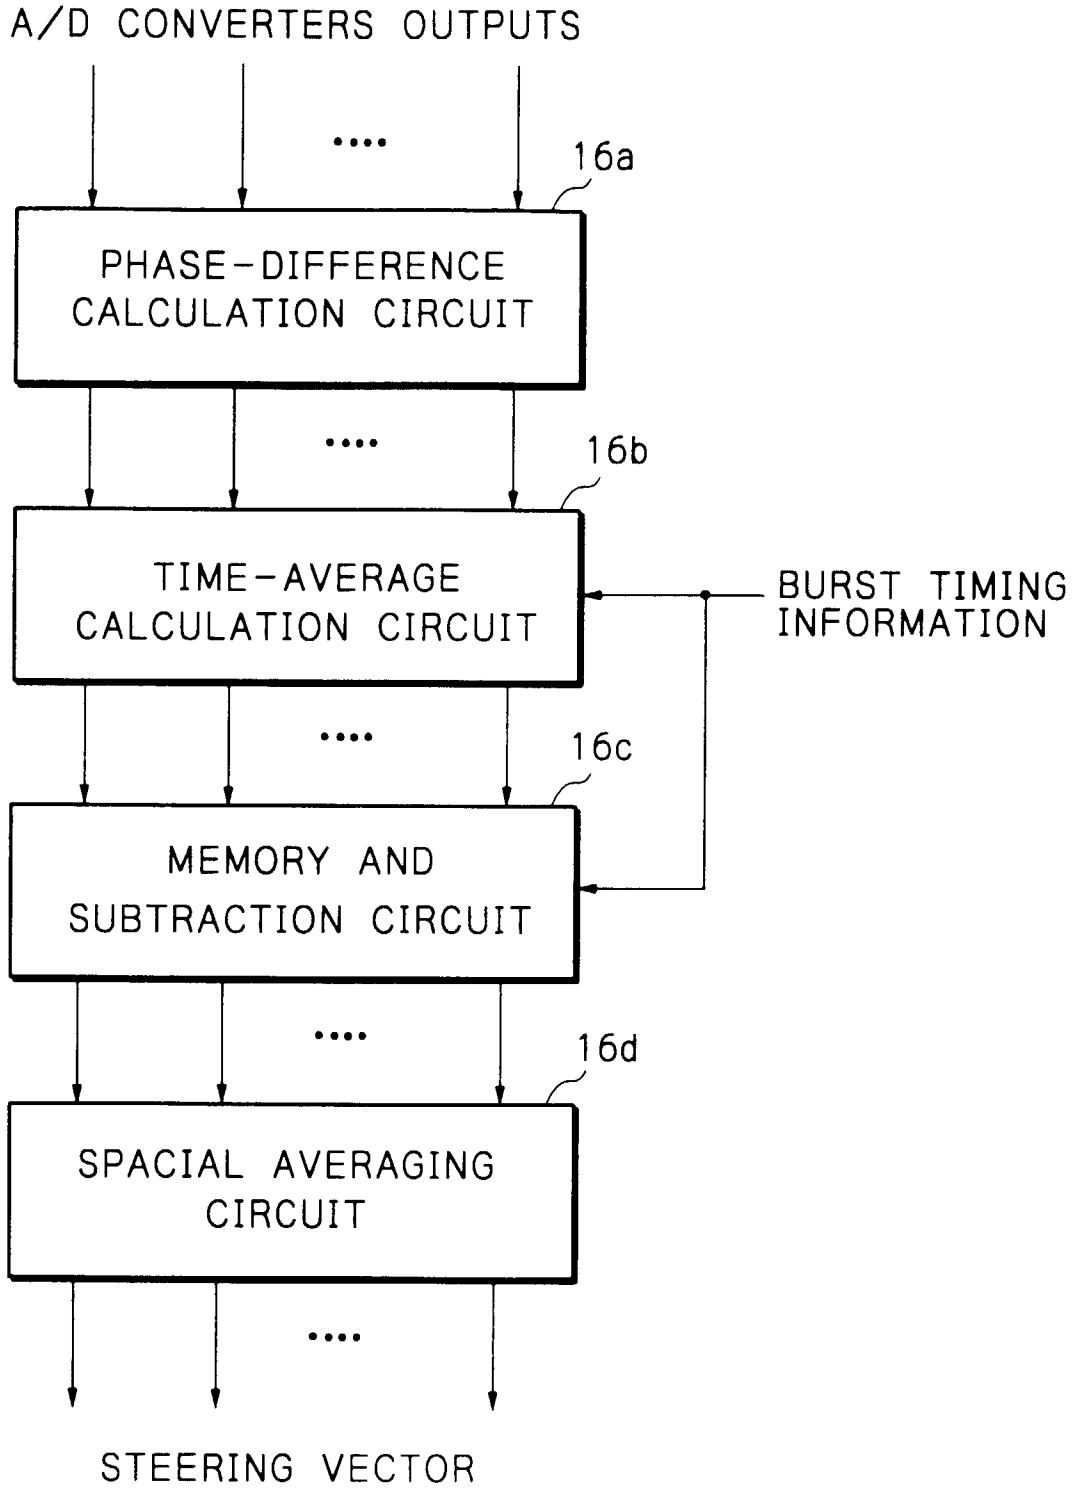 A/D CONVERTERS OUTPUTS
16a
PHASE-DIFFERENCE
CALCULATION CIRCUIT
16b
TIME-AVERAGE
CALCULATION CIRCUIT
BURST TIMING
INFORMATION
16c
MEMORY AND
SUBTRACTION CIRCUIT
16d
SPACIAL AVERAGING
CIRCUIT
STEERING VECTOR